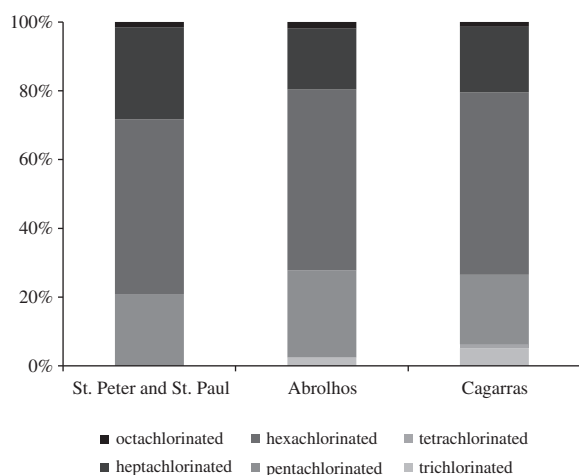 100%
80%
60%
40%
20%
0%
St. Peter and St. Paul Abrolhos Cagarras
octachlorinated hexachlorinated tetrachlorinated
heptachlorinated pentachlorinated trichlorinated